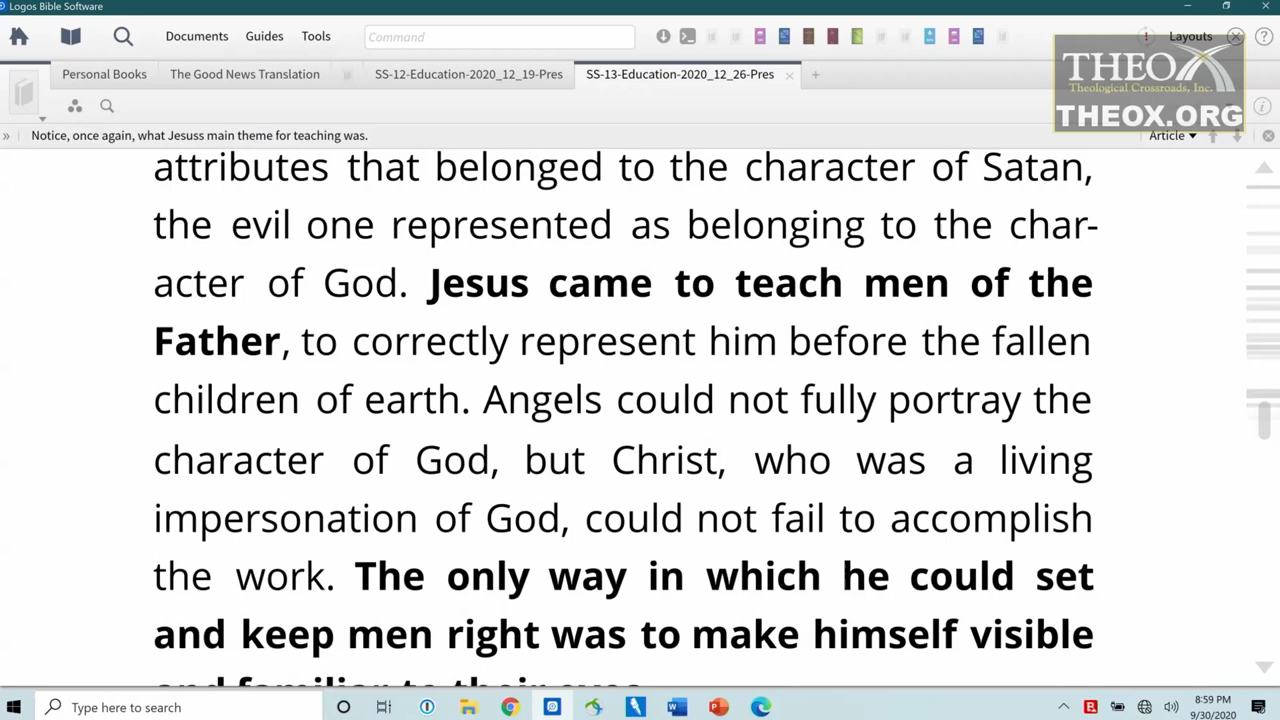 Logos Bible Software
Documents Guides Tools Command Layouts
THEOX
Theological Crossroads, Inc.
THEOX.ORG
Personal Books The Good News Translation SS-12-Education-2020_12_19-Pres SS-13-Education-2020_12_26-Pres
Notice, once again, what Jesuss main theme for teaching was. Article
attributes that belonged to the character of Satan,
the evil one represented as belonging to the char-
acter of God. Jesus came to teach men of the
Father, to correctly represent him before the fallen
children of earth. Angels could not fully portray the
character of God, but Christ, who was a living
impersonation of God, could not fail to accomplish
the work. The only way in which he could set
and keep men right was to make himself visible
and familiar to their eyes
Type here to search
8:59 PM
9/30/2020